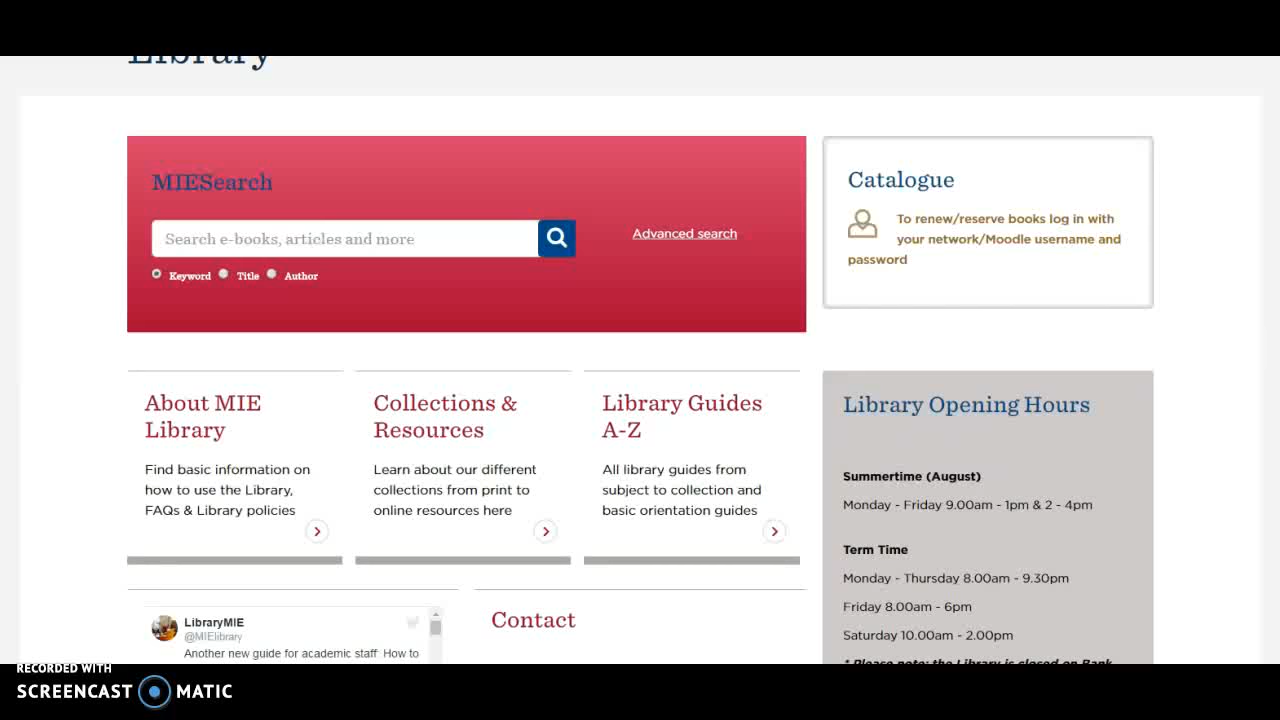 Library
MIESearch
Search e-books, articles and more
Advanced search
Keyword Title Author
Catalogue
To renew/reserve books log in with
your network/Moodle username and
password
About MIE
Library
Find basic information on
how to use the Library,
FAQs & Library policies
Collections &
Resources
Learn about our different
collections from print to
online resources here
Library Guides
A-Z
All library guides from
subject to collection and
basic orientation guides
Library Opening Hours
Summertime (August)
Monday - Friday 9.00am - 1pm & 2 - 4pm
Term Time
Monday - Thursday 8.00am - 9.30pm
Friday 8.00am - 6pm
Saturday 10.00am - 2.00pm
* Please note: the Library is closed on Bank
LibraryMIE
@MIElibrary
Another new guide for academic staff: How to
Contact
RECORDED WITH
SCREENCAST MATIC